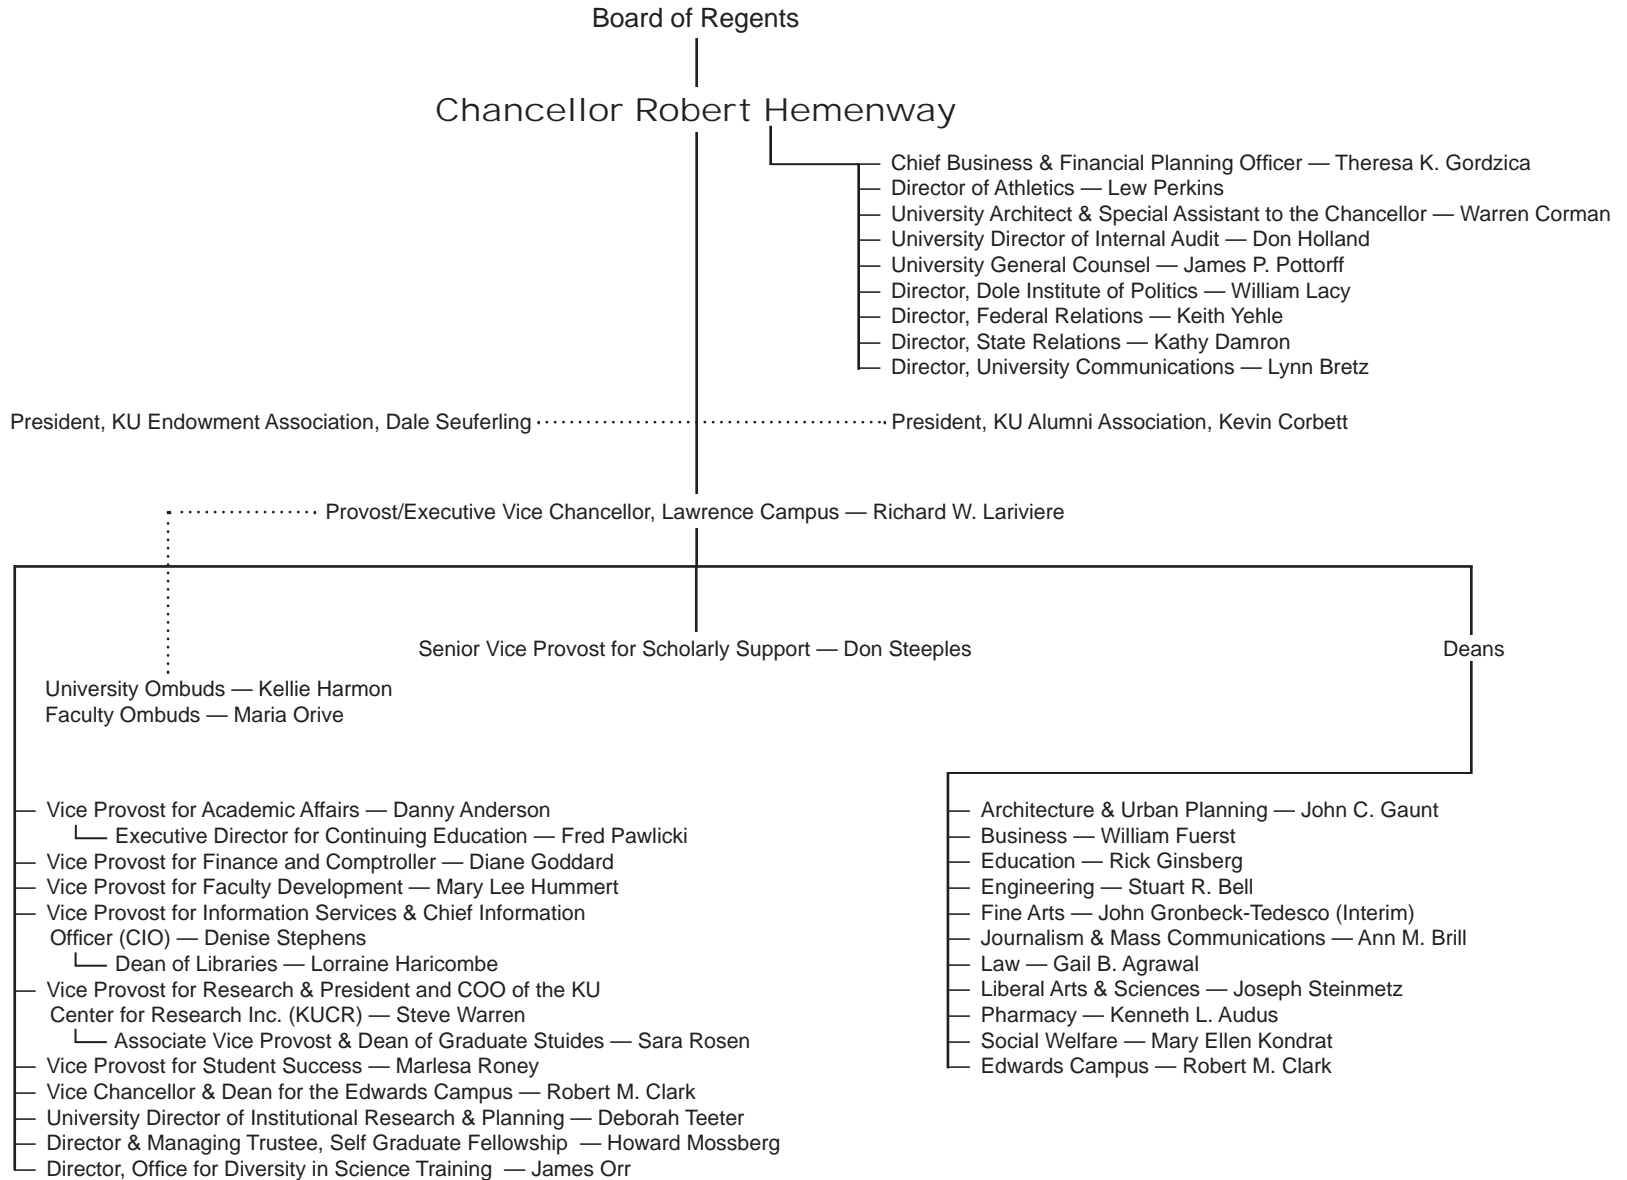 Board of Regents
Chancellor Robert Hemenway
Chief Business & Financial Planning Officer — Theresa K. Gordzica
Director of Athletics — Lew Perkins
University Architect & Special Assistant to the Chancellor — Warren Corman
University Director of Internal Audit — Don Holland
University General Counsel — James P. Pottorff
Director, Dole Institute of Politics — William Lacy
Director, Federal Relations — Keith Yehle
Director, State Relations — Kathy Damron
Director, University Communications — Lynn Bretz
President, KU Endowment Association, Dale Seuferling
President, KU Alumni Association, Kevin Corbett
Provost/Executive Vice Chancellor, Lawrence Campus — Richard W. Lariviere
Senior Vice Provost for Scholarly Support — Don Steeples
Deans
University Ombuds — Kellie Harmon
Faculty Ombuds — Maria Orive
Vice Provost for Academic Affairs — Danny Anderson
Executive Director for Continuing Education — Fred Pawlicki
Vice Provost for Finance and Comptroller — Diane Goddard
Vice Provost for Faculty Development — Mary Lee Hummert
Vice Provost for Information Services & Chief Information
Officer (CIO) — Denise Stephens
Dean of Libraries — Lorraine Haricombe
Vice Provost for Research & President and COO of the KU
Center for Research Inc. (KUCR) — Steve Warren
Associate Vice Provost & Dean of Graduate Stuides — Sara Rosen
Vice Provost for Student Success — Marlesa Roney
Vice Chancellor & Dean for the Edwards Campus — Robert M. Clark
University Director of Institutional Research & Planning — Deborah Teeter
Director & Managing Trustee, Self Graduate Fellowship — Howard Mossberg
Director, Office for Diversity in Science Training — James Orr
Architecture & Urban Planning — John C. Gaunt
Business — William Fuerst
Education — Rick Ginsberg
Engineering — Stuart R. Bell
Fine Arts — John Gronbeck-Tedesco (Interim)
Journalism & Mass Communications — Ann M. Brill
Law — Gail B. Agrawal
Liberal Arts & Sciences — Joseph Steinmetz
Pharmacy — Kenneth L. Audus
Social Welfare — Mary Ellen Kondrat
Edwards Campus — Robert M. Clark